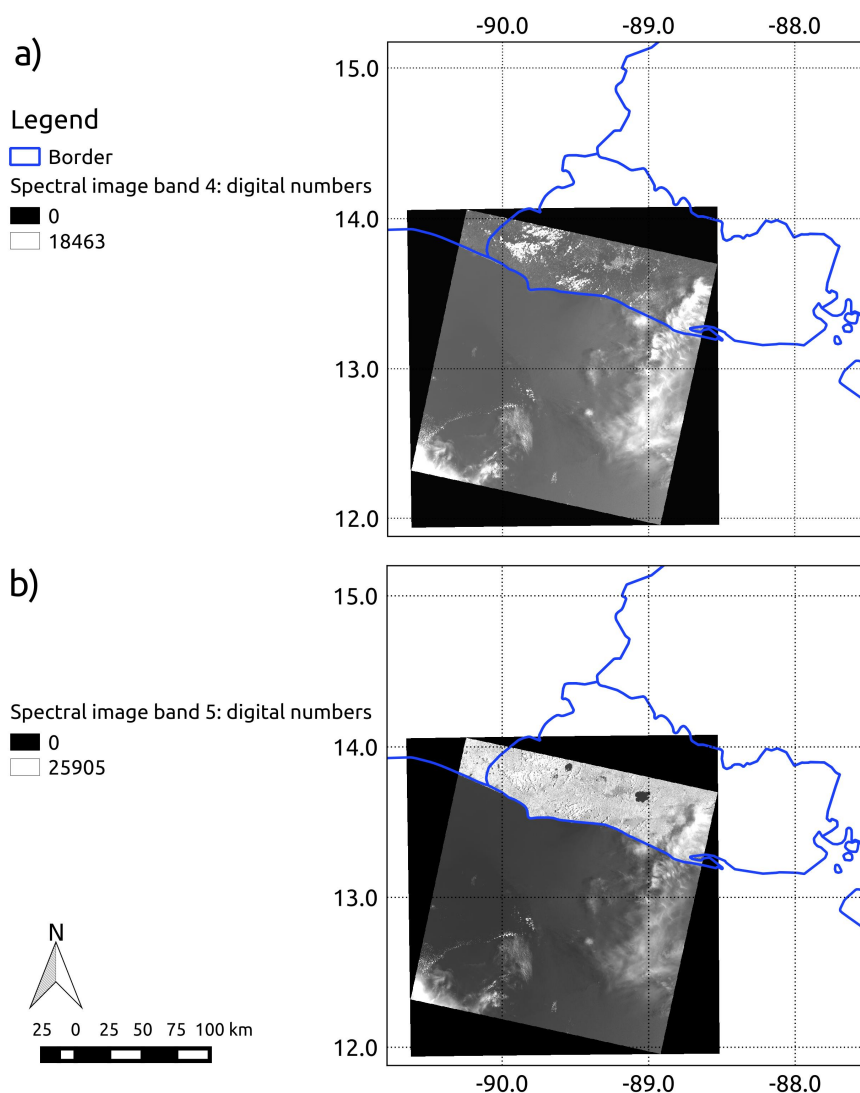 a)
-90.0 -89.0 -88.0
15.0
14.0
13.0
12.0
Legend
Border
Spectral image band 4: digital numbers
0
18463
b)
15.0
14.0
13.0
12.0
Spectral image band 5: digital numbers
0
25905
N
25 0 25 50 75 100 km
-90.0 -89.0 -88.0